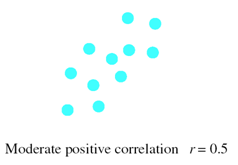 Moderate positive correlation r = 0.5